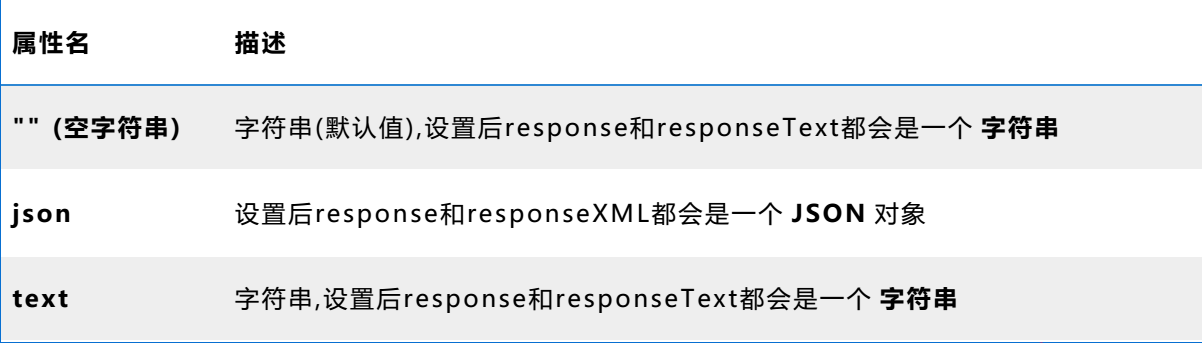 属性名 描述
"" (空字符串) 字符串(默认值),设置后response和responseText都会是一个 字符串
json 设置后response和responseXML都会是一个 JSON 对象
text 字符串,设置后response和responseText都会是一个 字符串